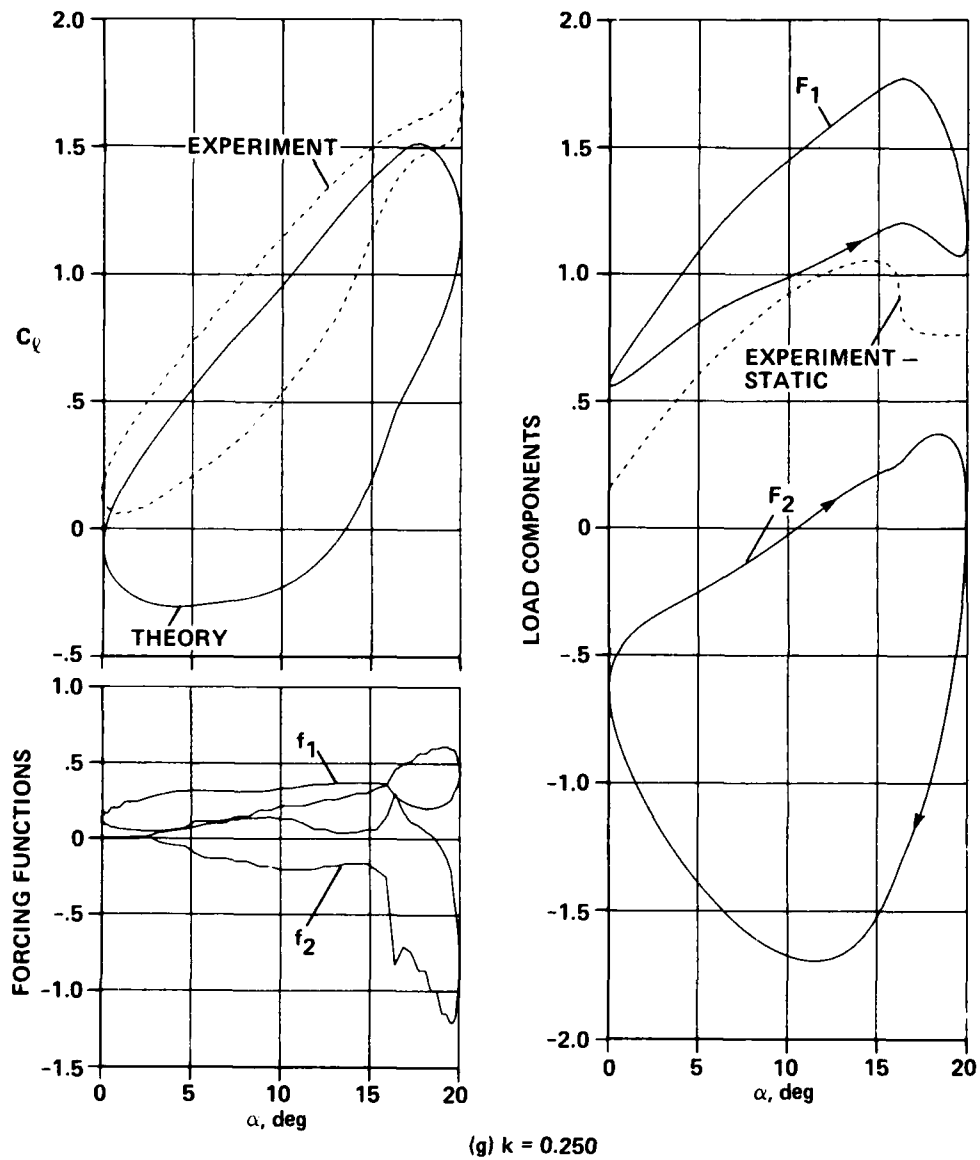 2.0
EXPERIMENT
1.5
1.0
Cℓ
.5
0
THEORY
-.5
1.0
f1
.5
0
-.5
f2
-1.0
-1.5
FORCING FUNCTIONS
0 5 10 15 20
α, deg
2.0
F1
1.5
1.0
EXPERIMENT –
STATIC
.5
LOAD COMPONENTS
F2
0
-.5
-1.0
-1.5
-2.0
0 5 10 15 20
α, deg
(g) k = 0.250